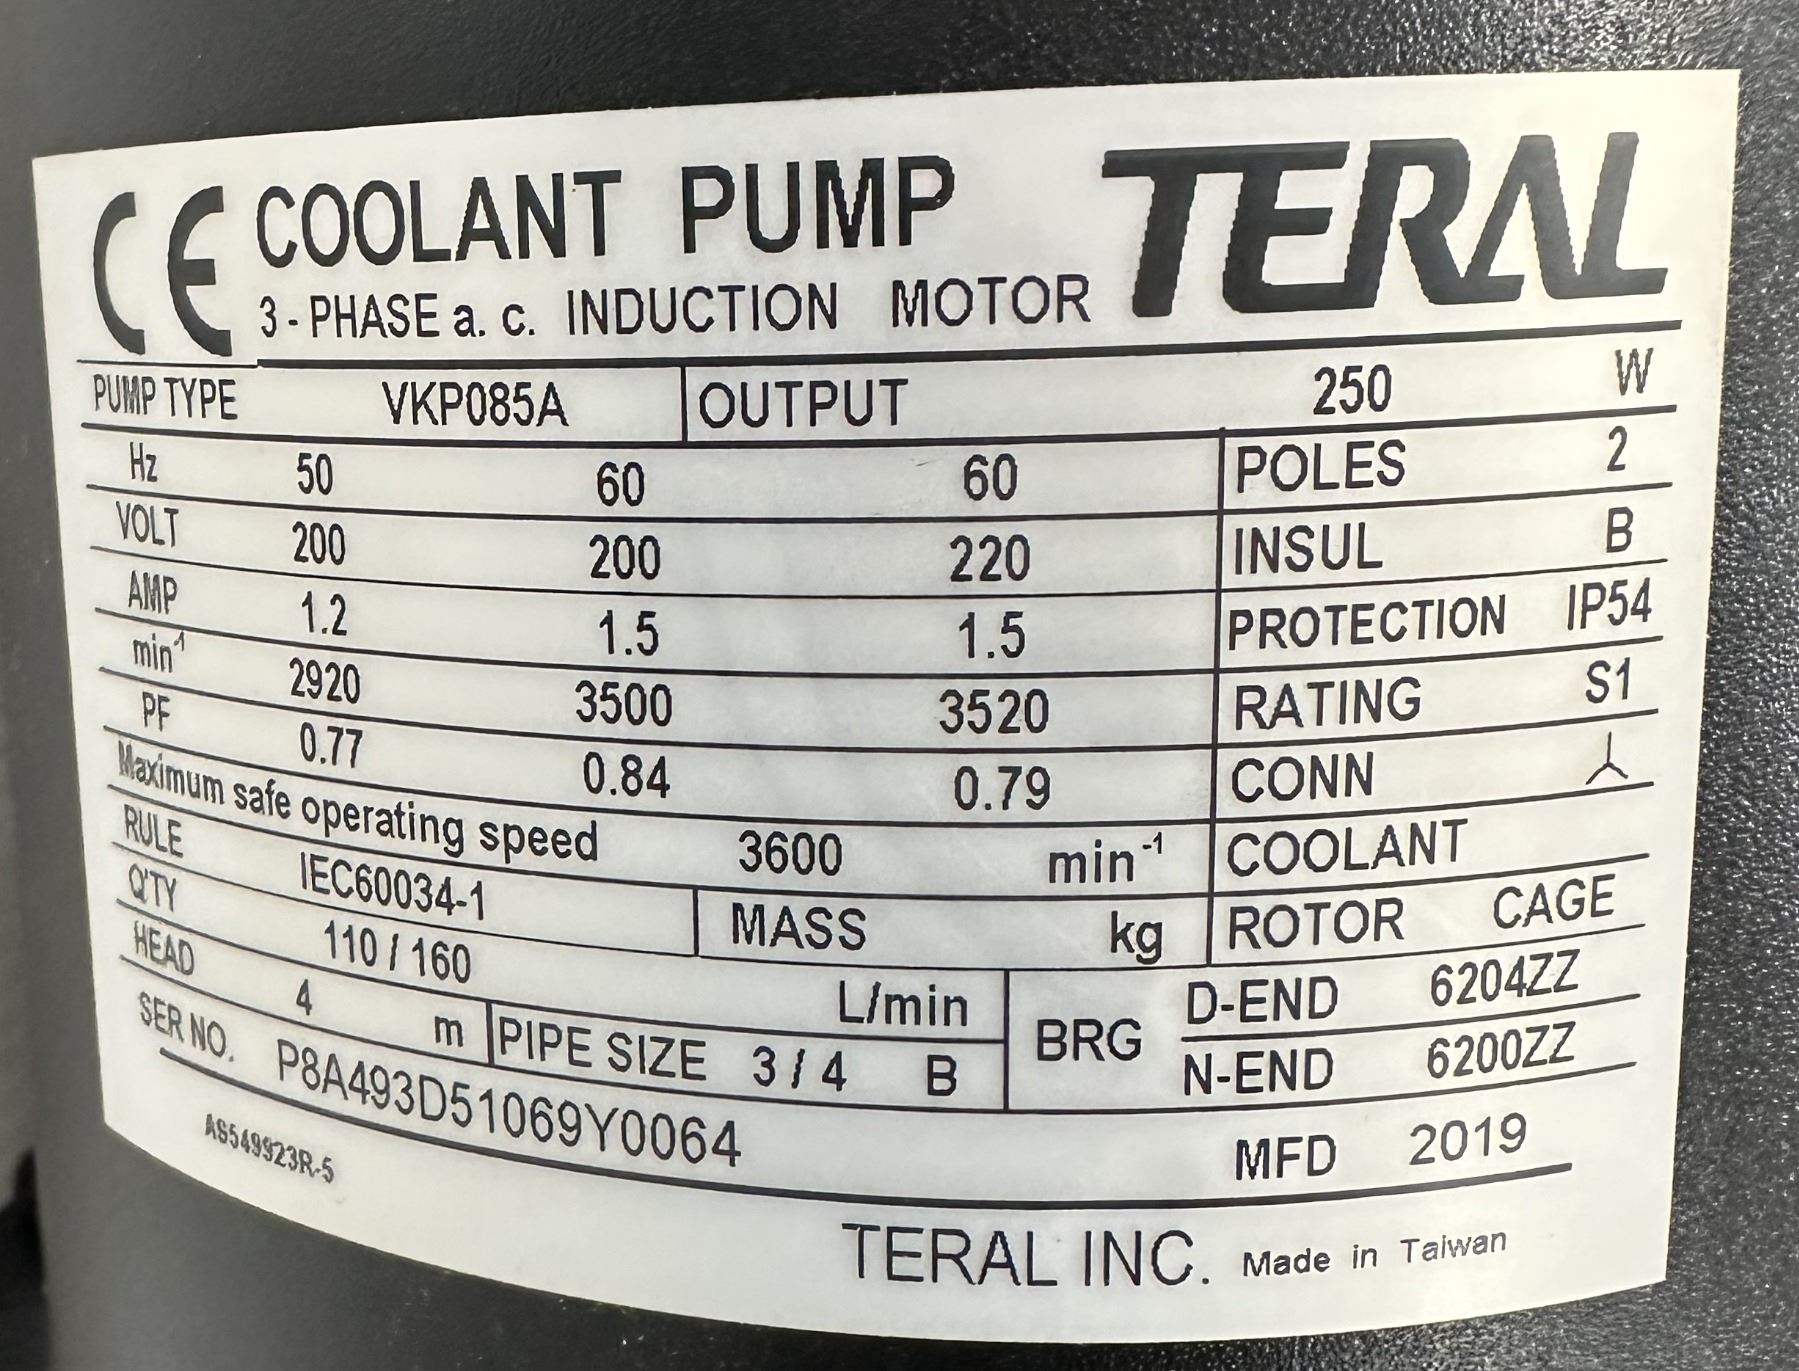 CE COOLANT PUMP TERAL
3 - PHASE a. c. INDUCTION MOTOR
PUMP TYPE VKP085A OUTPUT 250 W
Hz 50 60 60 POLES 2
VOLT 200 200 220 INSUL B
AMP 1.2 1.5 1.5 PROTECTION IP54
min⁻¹ 2920 3500 3520 RATING S1
PF 0.77 0.84 0.79 CONN
Maximum safe operating speed 3600 min⁻¹ COOLANT
RULE IEC60034-1 MASS kg ROTOR CAGE
Q'TY 110 / 160 L/min BRG D-END 6204ZZ
HEAD 4 m PIPE SIZE 3 / 4 B N-END 6200ZZ
SER NO. P8A493D51069Y0064 MFD 2019
AS549923R-5
TERAL INC. Made in Taiwan